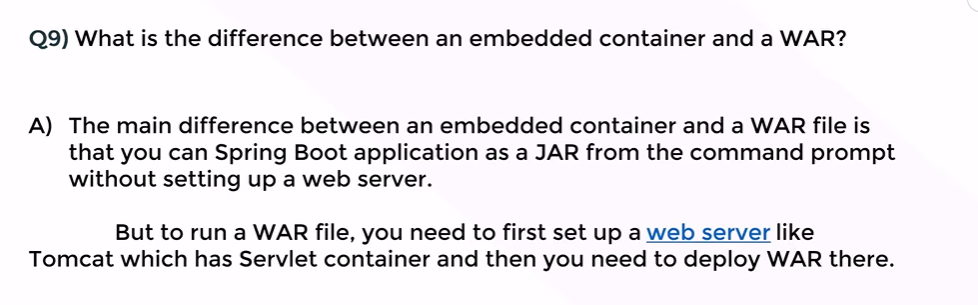 Q9) What is the difference between an embedded container and a WAR?
A) The main difference between an embedded container and a WAR file is
that you can Spring Boot application as a JAR from the command prompt
without setting up a web server.
But to run a WAR file, you need to first set up a web server like
Tomcat which has Servlet container and then you need to deploy WAR there.